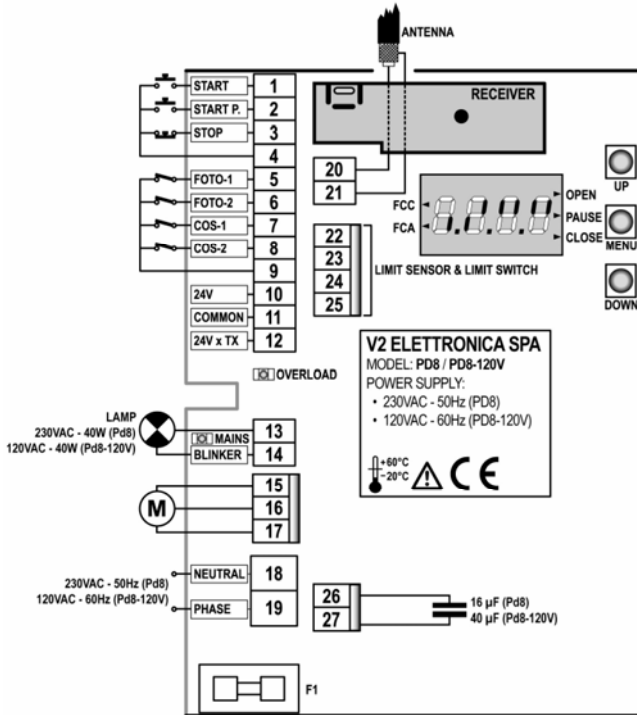 ANTENNA
START 1
START P. 2
STOP 3
4
FOTO-1 5
FOTO-2 6
COS-1 7
COS-2 8
9
24V 10
COMMON 11
24V x TX 12
RECEIVER
20
21
FCC
FCA
OPEN
PAUSE
CLOSE
UP
MENU
DOWN
22
23
24
25
LIMIT SENSOR & LIMIT SWITCH
OVERLOAD
V2 ELETTRONICA SPA
MODEL: PD8 / PD8-120V
POWER SUPPLY:
• 230VAC - 50Hz (PD8)
• 120VAC - 60Hz (PD8-120V)
+60°C
-20°C
CE
LAMP
230VAC - 40W (Pd8)
120VAC - 40W (Pd8-120V)
MAINS 13
BLINKER 14
M
15
16
17
230VAC - 50Hz (Pd8)
120VAC - 60Hz (Pd8-120V)
NEUTRAL 18
PHASE 19
26
27
16 µF (Pd8)
40 µF (Pd8-120V)
F1